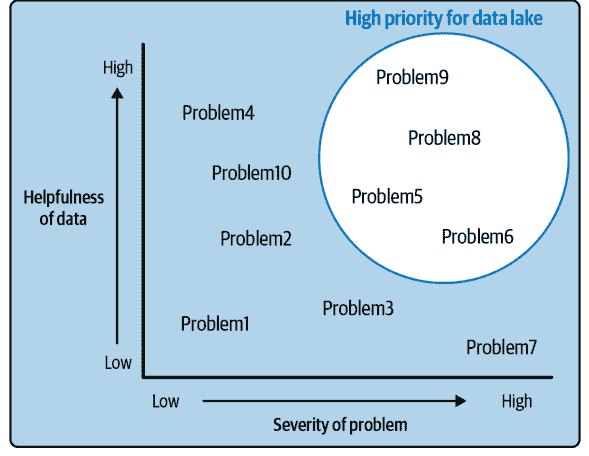 High priority for data lake
High
Problem9
Problem4
Problem8
Problem10
Helpfulness
of data
Problem5
Problem2
Problem6
Problem3
Problem1
Problem7
Low
Low
High
Severity of problem